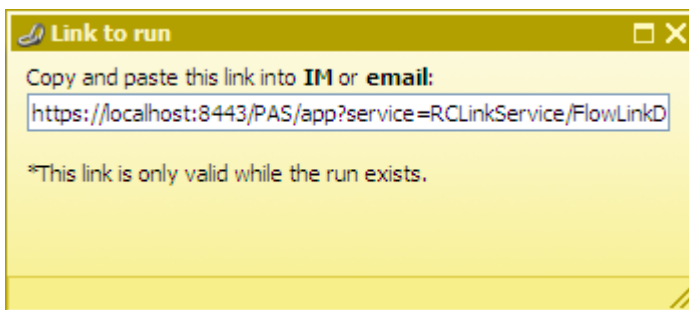 Link to run
Copy and paste this link into IM or email:
https://localhost:8443/PAS/app?service=RCLinkService/FlowLinkD
*This link is only valid while the run exists.